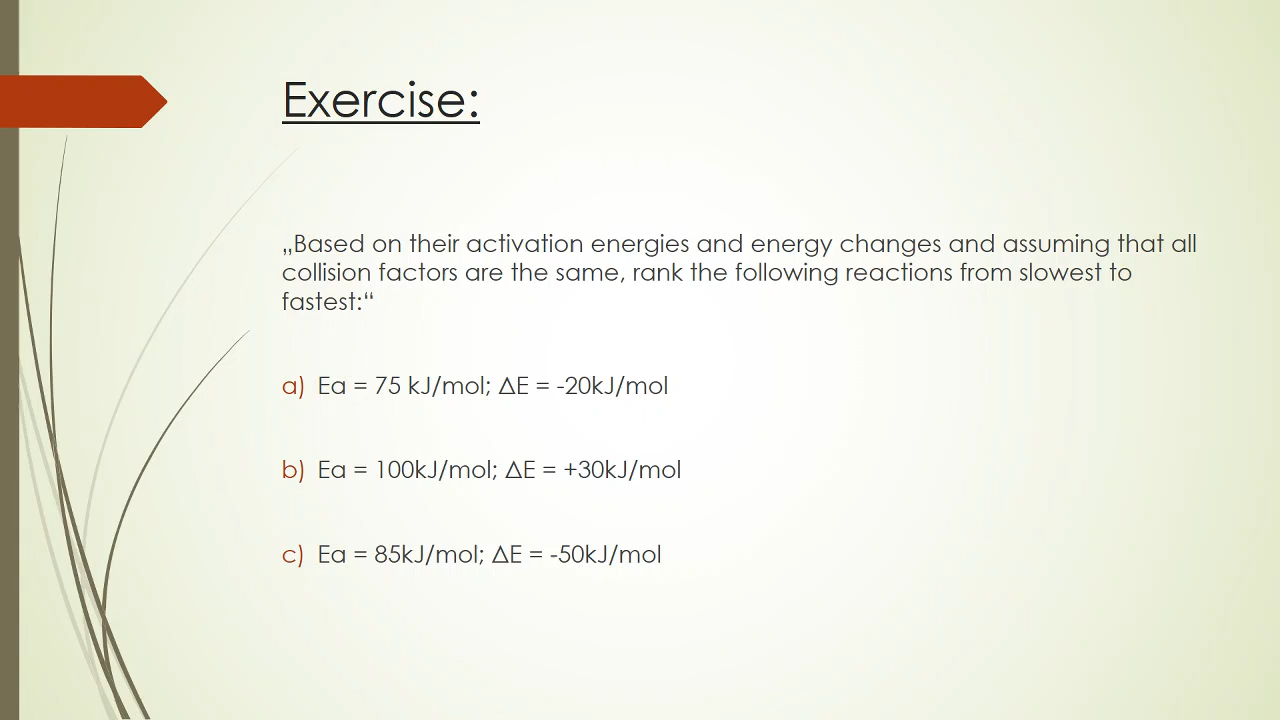 Exercise:
„Based on their activation energies and energy changes and assuming that all
collision factors are the same, rank the following reactions from slowest to
fastest:“
a) Ea = 75 kJ/mol; ΔE = -20kJ/mol
b) Ea = 100kJ/mol; ΔE = +30kJ/mol
c) Ea = 85kJ/mol; ΔE = -50kJ/mol